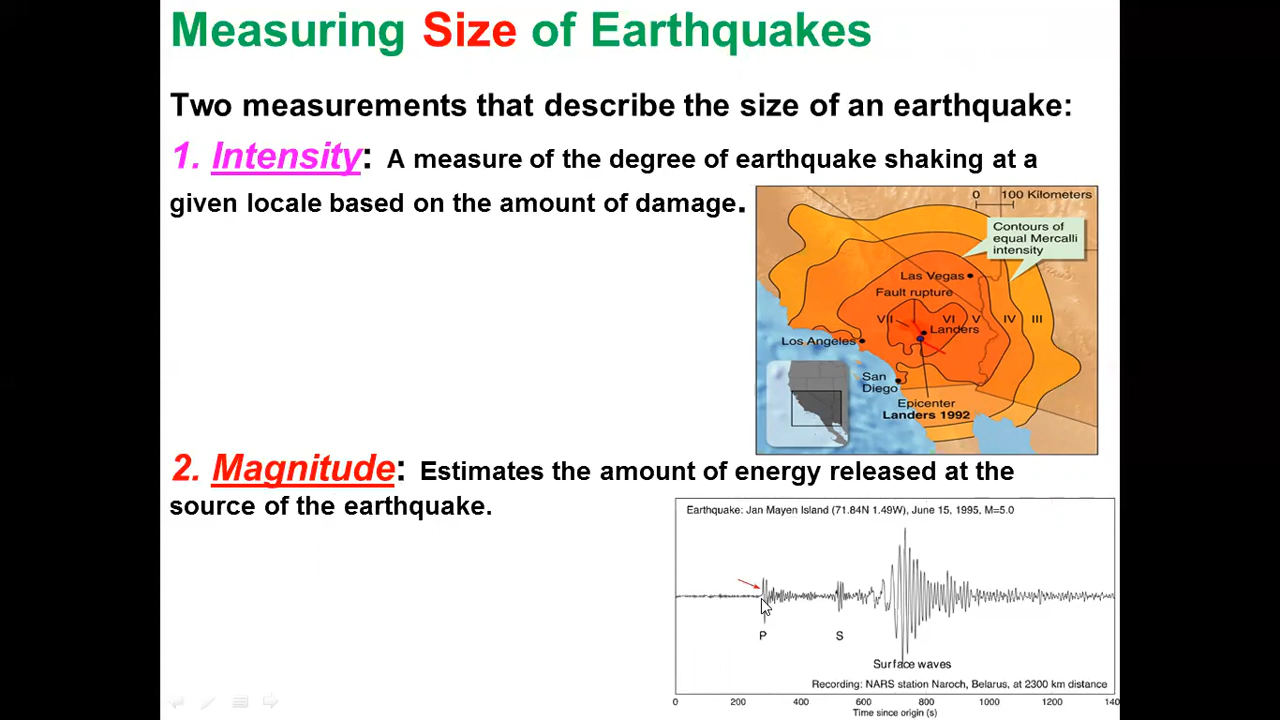 Measuring Size of Earthquakes
Two measurements that describe the size of an earthquake:
1. Intensity: A measure of the degree of earthquake shaking at a
given locale based on the amount of damage.
0 100 Kilometers
Contours of
equal Mercalli
intensity
Las Vegas
Fault rupture
VII VI V IV III
Landers
Los Angeles
San
Diego
Epicenter
Landers 1992
2. Magnitude: Estimates the amount of energy released at the
source of the earthquake.
Earthquake: Jan Mayen Island (71.84N 1.49W), June 15, 1995, M=5.0
P S
Surface waves
Recording: NARS station Naroch, Belarus, at 2300 km distance
0 200 400 600 800 1000 1200 140
Time since origin (s)